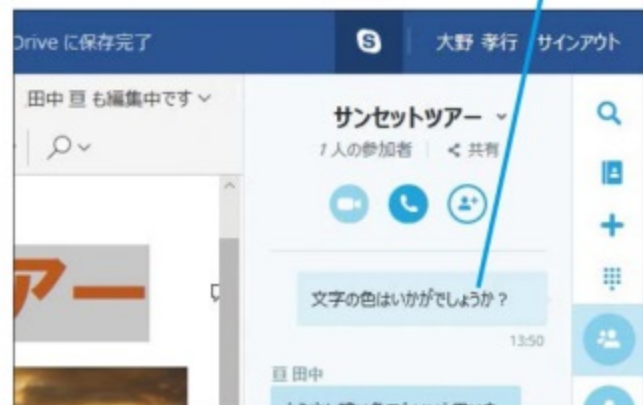 Drive に保存完了
大野 孝行
サインアウト
田中 亘 も編集中です
サンセットツアー
1 人の参加者
共有
アー
文字の色はいかがでしょうか？
13:50
亘 田中